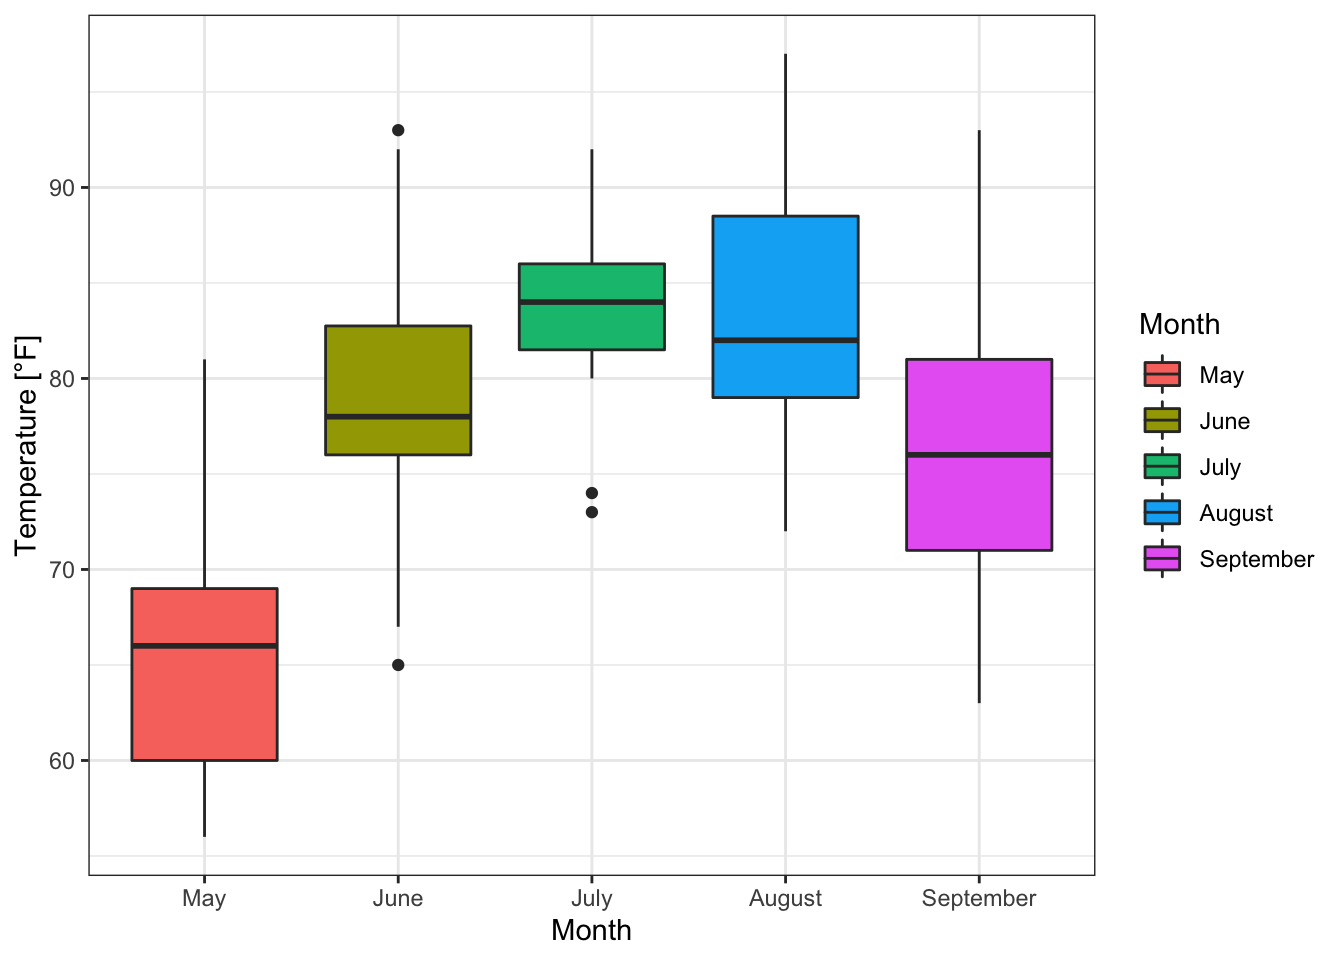 Temperature [°F]
90
80
70
60
May
June
July
August
September
Month
Month
May
June
July
August
September